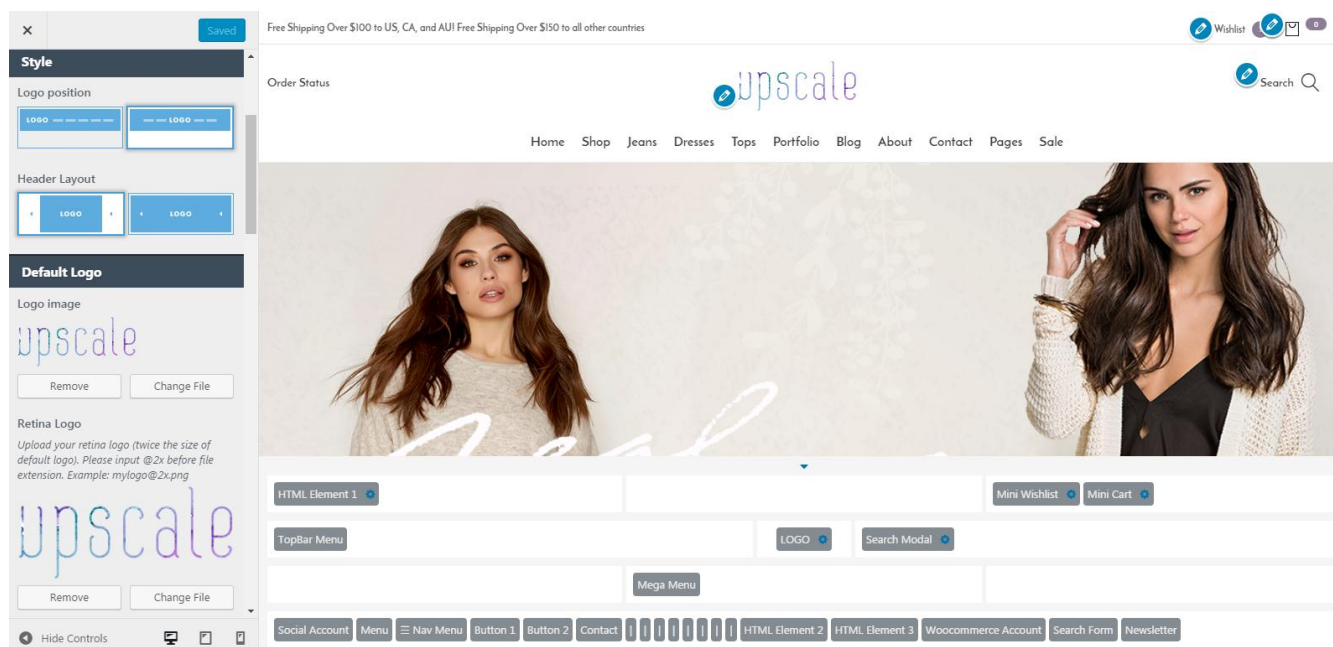 Saved
Style
Logo position
LOGO
LOGO
Header Layout
LOGO
LOGO
Default Logo
Logo image
upscale
Remove
Change File
Retina Logo
Upload your retina logo (twice the size of
default logo). Please input @2x before file
extension. Example: mylogo@2x.png
upscale
Remove
Change File
Hide Controls
Free Shipping Over $100 to US, CA, and AU! Free Shipping Over $150 to all other countries
Wishlist
0
Order Status
upscale
Search
Home Shop Jeans Dresses Tops Portfolio Blog About Contact Pages Sale
HTML Element 1
Mini Wishlist
Mini Cart
TopBar Menu
LOGO
Search Modal
Mega Menu
Social Account Menu ☰ Nav Menu Button 1 Button 2 Contact | | | | | | | | HTML Element 2 HTML Element 3 Woocommerce Account Search Form Newsletter